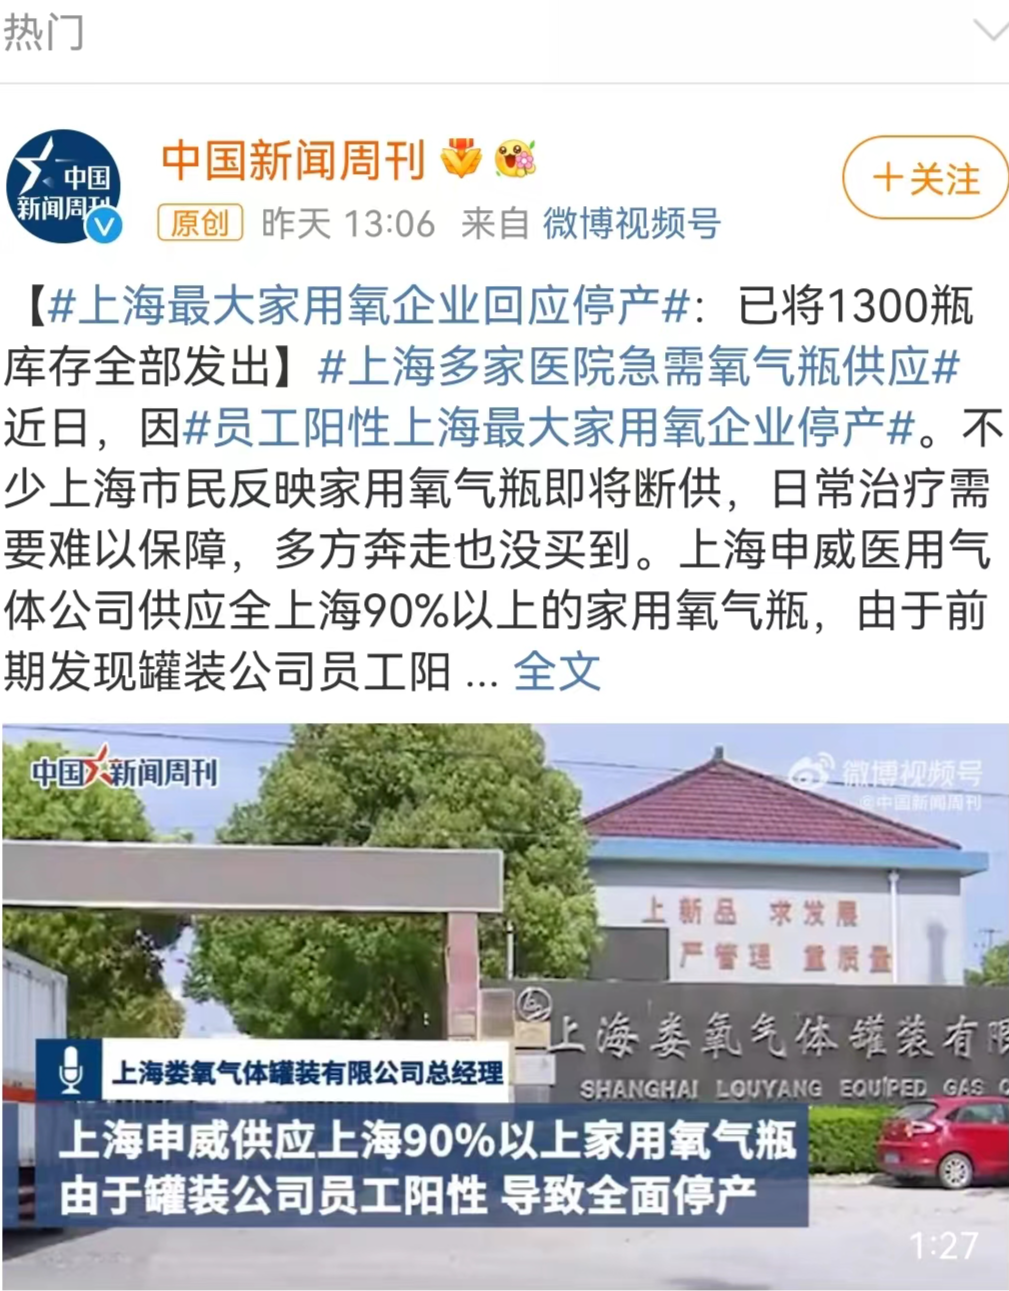 热门
中国
新闻周刊
中国新闻周刊
+关注
原创 昨天 13:06 来自 微博视频号
【#上海最大家用氧企业回应停产#：已将1300瓶
库存全部发出】#上海多家医院急需氧气瓶供应#
近日，因#员工阳性上海最大家用氧企业停产#。不
少上海市民反映家用氧气瓶即将断供，日常治疗需
要难以保障，多方奔走也没买到。上海申威医用气
体公司供应全上海90%以上的家用氧气瓶，由于前
期发现罐装公司员工阳 ... 全文
中国新闻周刊
微博视频号
@中国新闻周刊
上新品 求发展
严管理 重质量
上海娄氧气体罐装有限
SHANGHAI LOUYANG EQUIPED GAS C
上海娄氧气体罐装有限公司总经理
上海申威供应上海90%以上家用氧气瓶
由于罐装公司员工阳性 导致全面停产
1:27